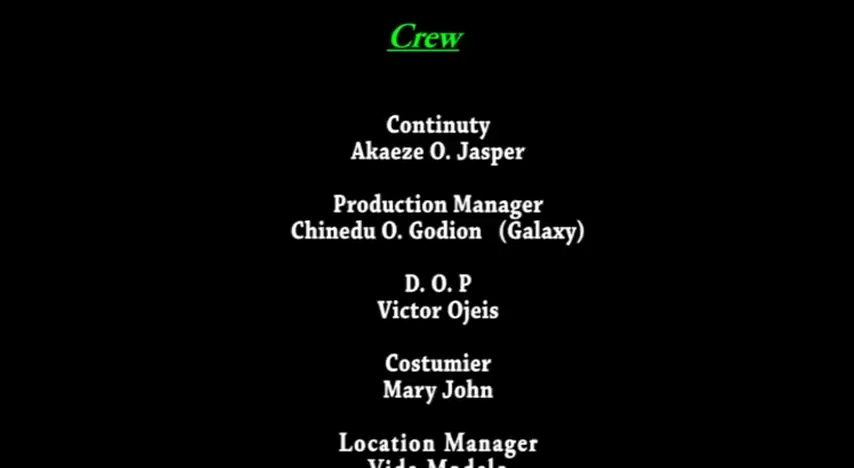 Crew
Continuty
Akaeze O. Jasper
Production Manager
Chinedu O. Godion (Galaxy)
D. O. P
Victor Ojeis
Costumier
Mary John
Location Manager